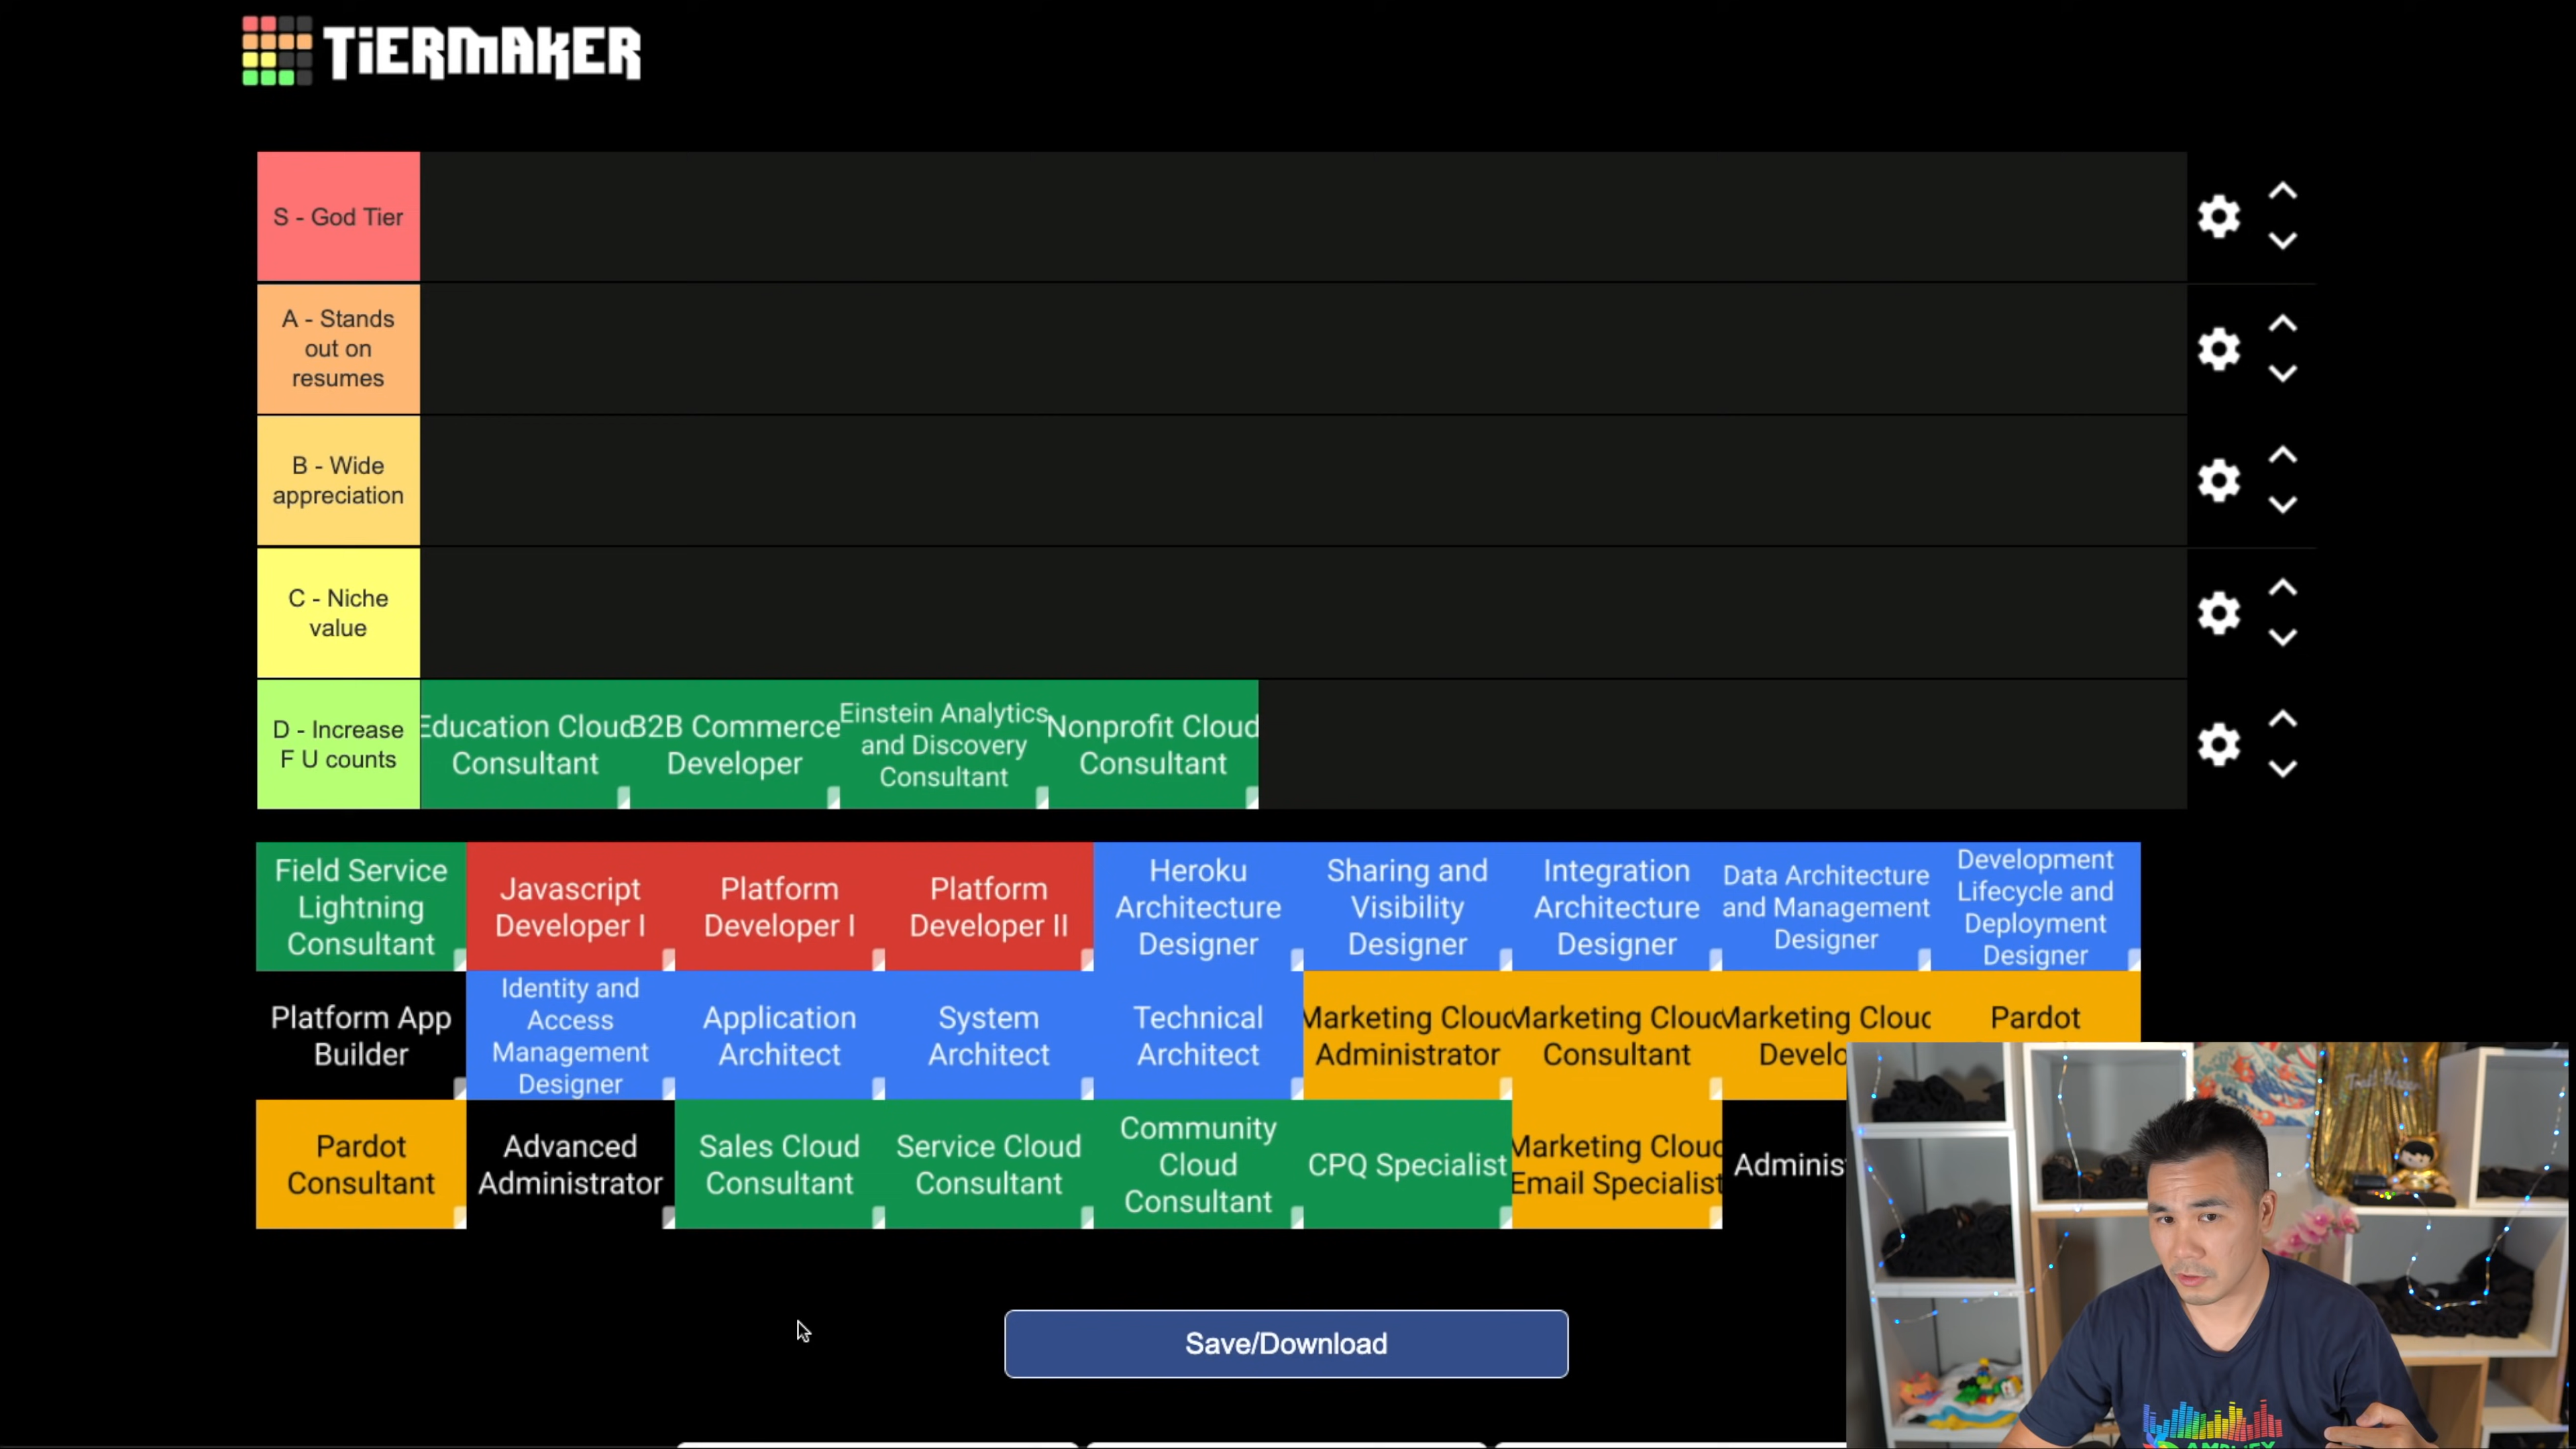 TiERMAKER
S - God Tier
A - Stands
out on
resumes
B - Wide
appreciation
C - Niche
value
D - Increase
F U counts
Education Cloud
Consultant
B2B Commerce
Developer
Einstein Analytics
and Discovery
Consultant
Nonprofit Cloud
Consultant
Field Service
Lightning
Consultant
Javascript
Developer I
Platform
Developer I
Platform
Developer II
Heroku
Architecture
Designer
Sharing and
Visibility
Designer
Integration
Architecture
Designer
Data Architecture
and Management
Designer
Development
Lifecycle and
Deployment
Designer
Platform App
Builder
Identity and
Access
Management
Designer
Application
Architect
System
Architect
Technical
Architect
Marketing Cloud
Administrator
Marketing Cloud
Consultant
Marketing Cloud
Develo
Pardot
Pardot
Consultant
Advanced
Administrator
Sales Cloud
Consultant
Service Cloud
Consultant
Community
Cloud
Consultant
CPQ Specialist
Marketing Cloud
Email Specialist
Adminis
Save/Download
AMPLIFY